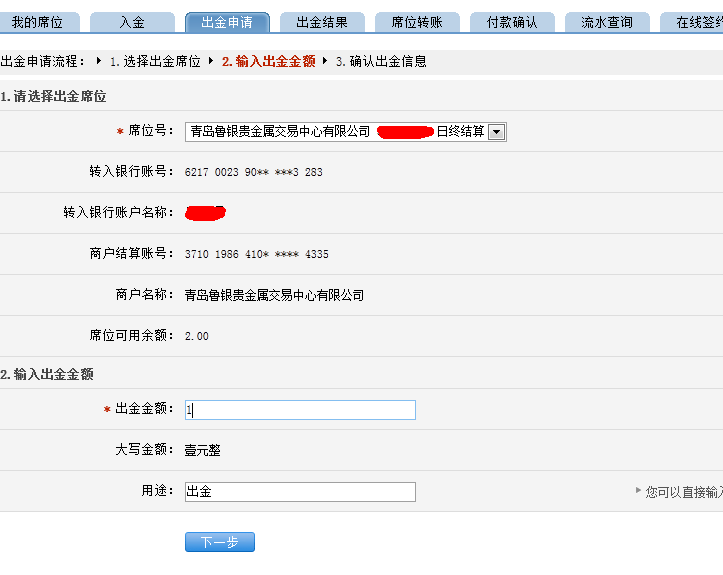 我的席位 入金 出金申请 出金结果 席位转账 付款确认 流水查询 在线签约
出金申请流程： 1.选择出金席位 2.输入出金金额 3.确认出金信息
1.请选择出金席位
* 席位号： 青岛鲁银贵金属交易中心有限公司 日终结算
转入银行账号： 6217 0023 90** ***3 283
转入银行账户名称：
商户结算账号： 3710 1986 410* **** 4335
商户名称： 青岛鲁银贵金属交易中心有限公司
席位可用余额： 2.00
2.输入出金金额
* 出金金额： 1
大写金额： 壹元整
用途： 出金 您可以直接输入
下一步